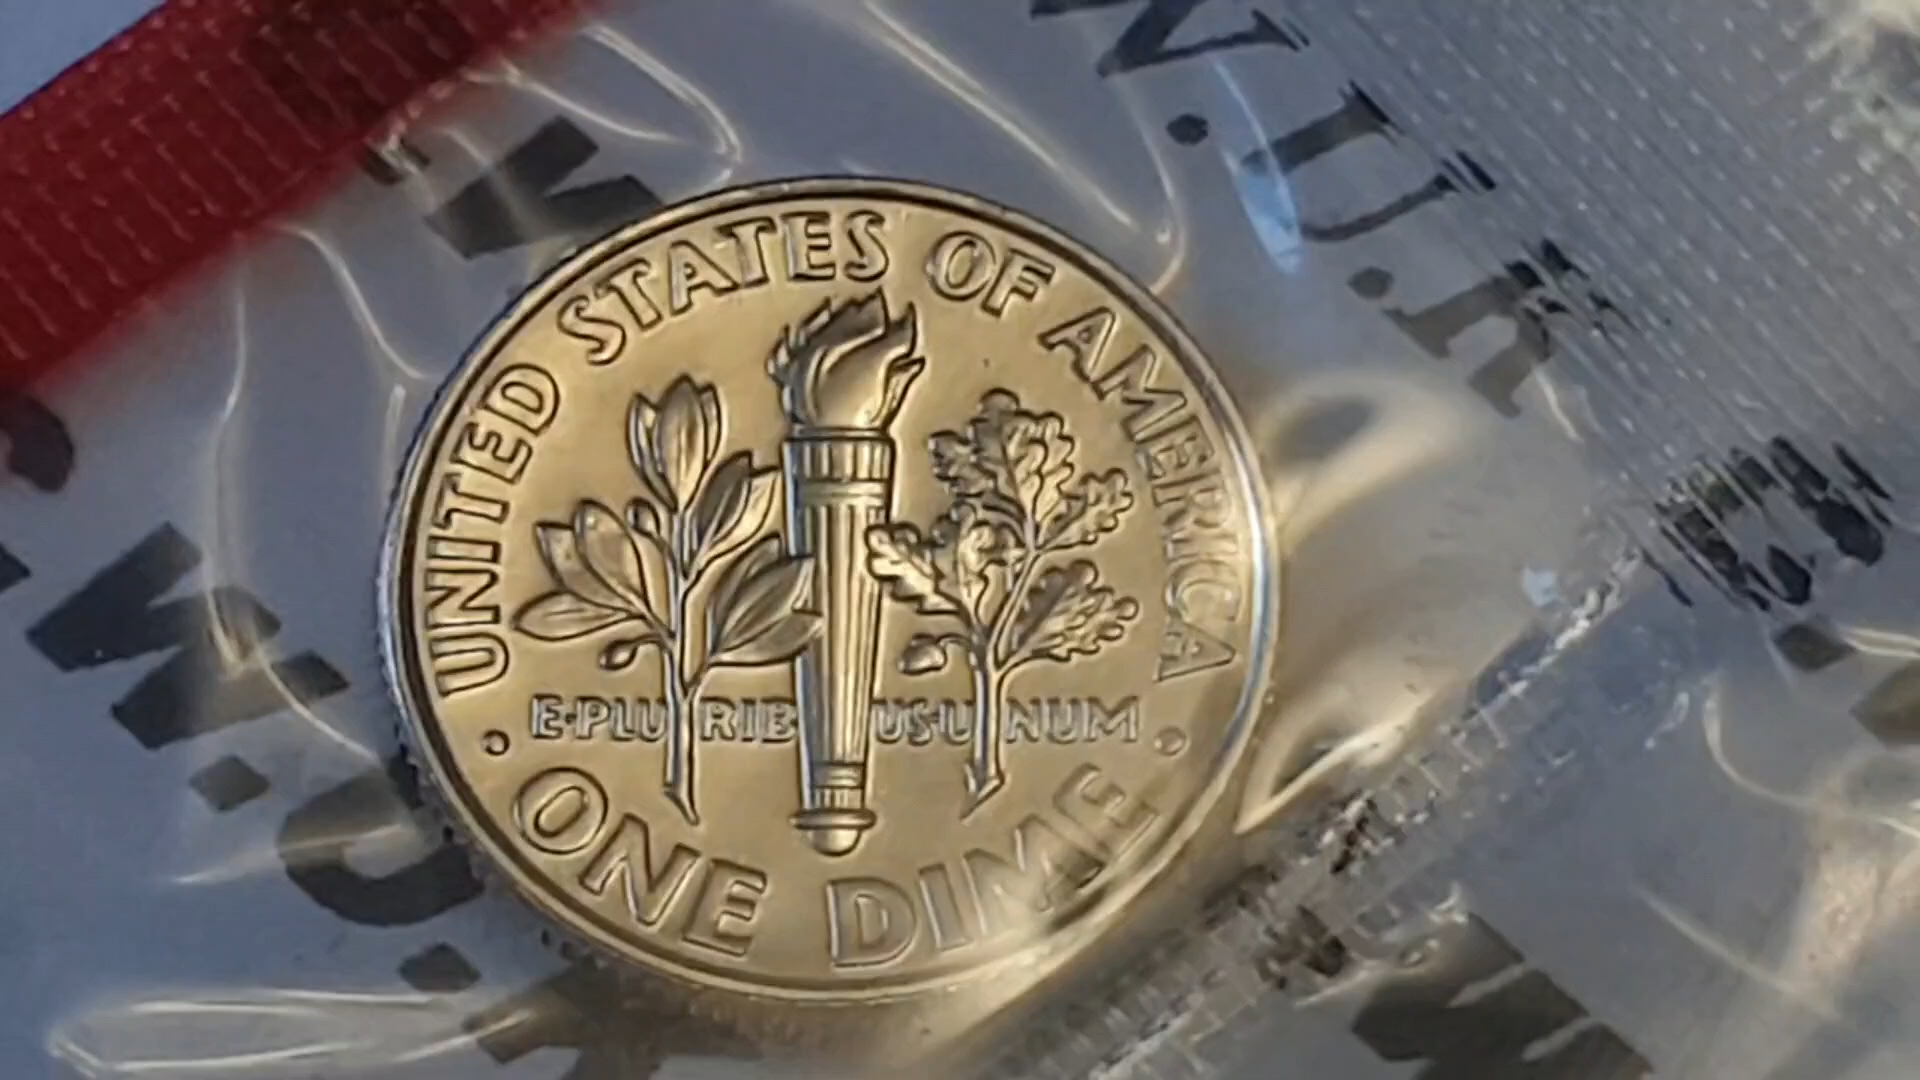 UNITED STATES OF AMERICA
E·PLURIBUS·UNUM
· ONE DIME ·